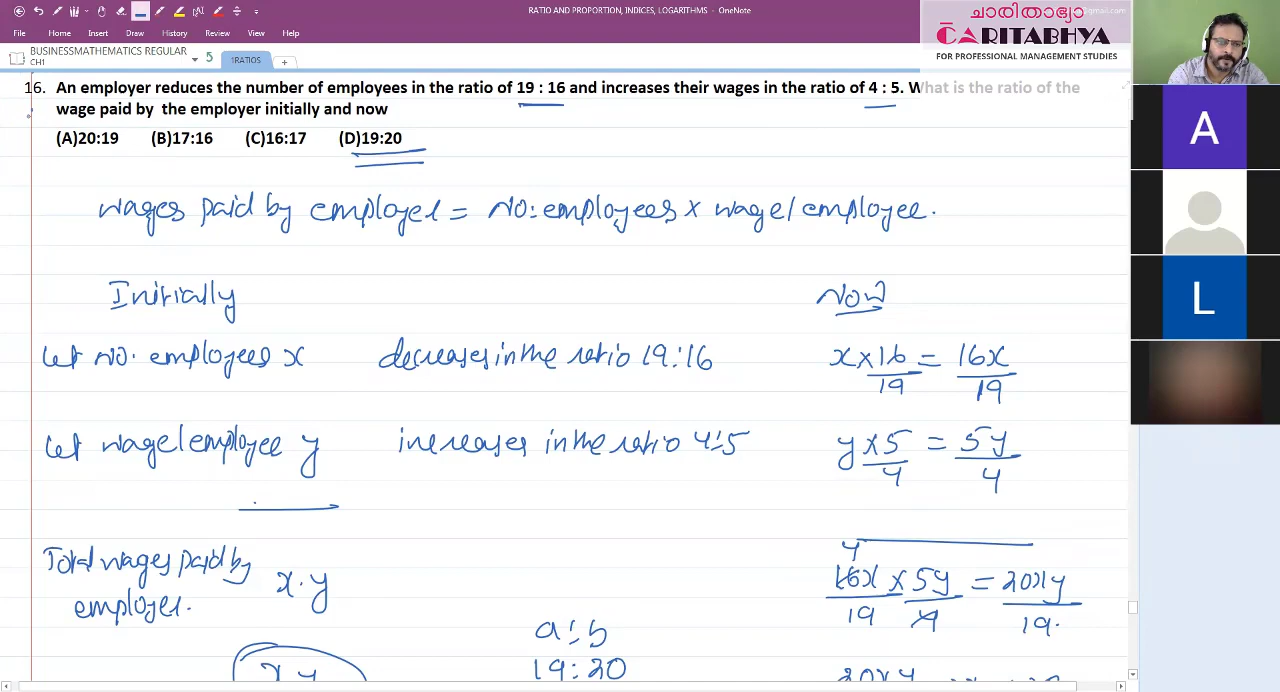 RATIO AND PROPORTION, INDICES, LOGARITHMS - OneNote
ചാരിതാഭ്യാ
CARITABHYA
FOR PROFESSIONAL MANAGEMENT STUDIES
File Home Insert Draw History Review View Help
BUSINESSMATHEMATICS REGULAR
CH1
5
1RATIOS
16. An employer reduces the number of employees in the ratio of 19 : 16 and increases their wages in the ratio of 4 : 5. What is the ratio of the
wage paid by the employer initially and now
(A)20:19 (B)17:16 (C)16:17 (D)19:20
wages paid by employer = No: employees x wage/employee.
Initially
Now
Let No. employees x decreases in the ratio 19:16 x × 16/19 = 16x/19
Let wage/employee y increases in the ratio 4:5 y × 5/4 = 5y/4
Total wages paid by
employer. x.y
4
16x/19 × 5y/4 = 20xy/19.
a:b
19:20
x y
20xy
A
L